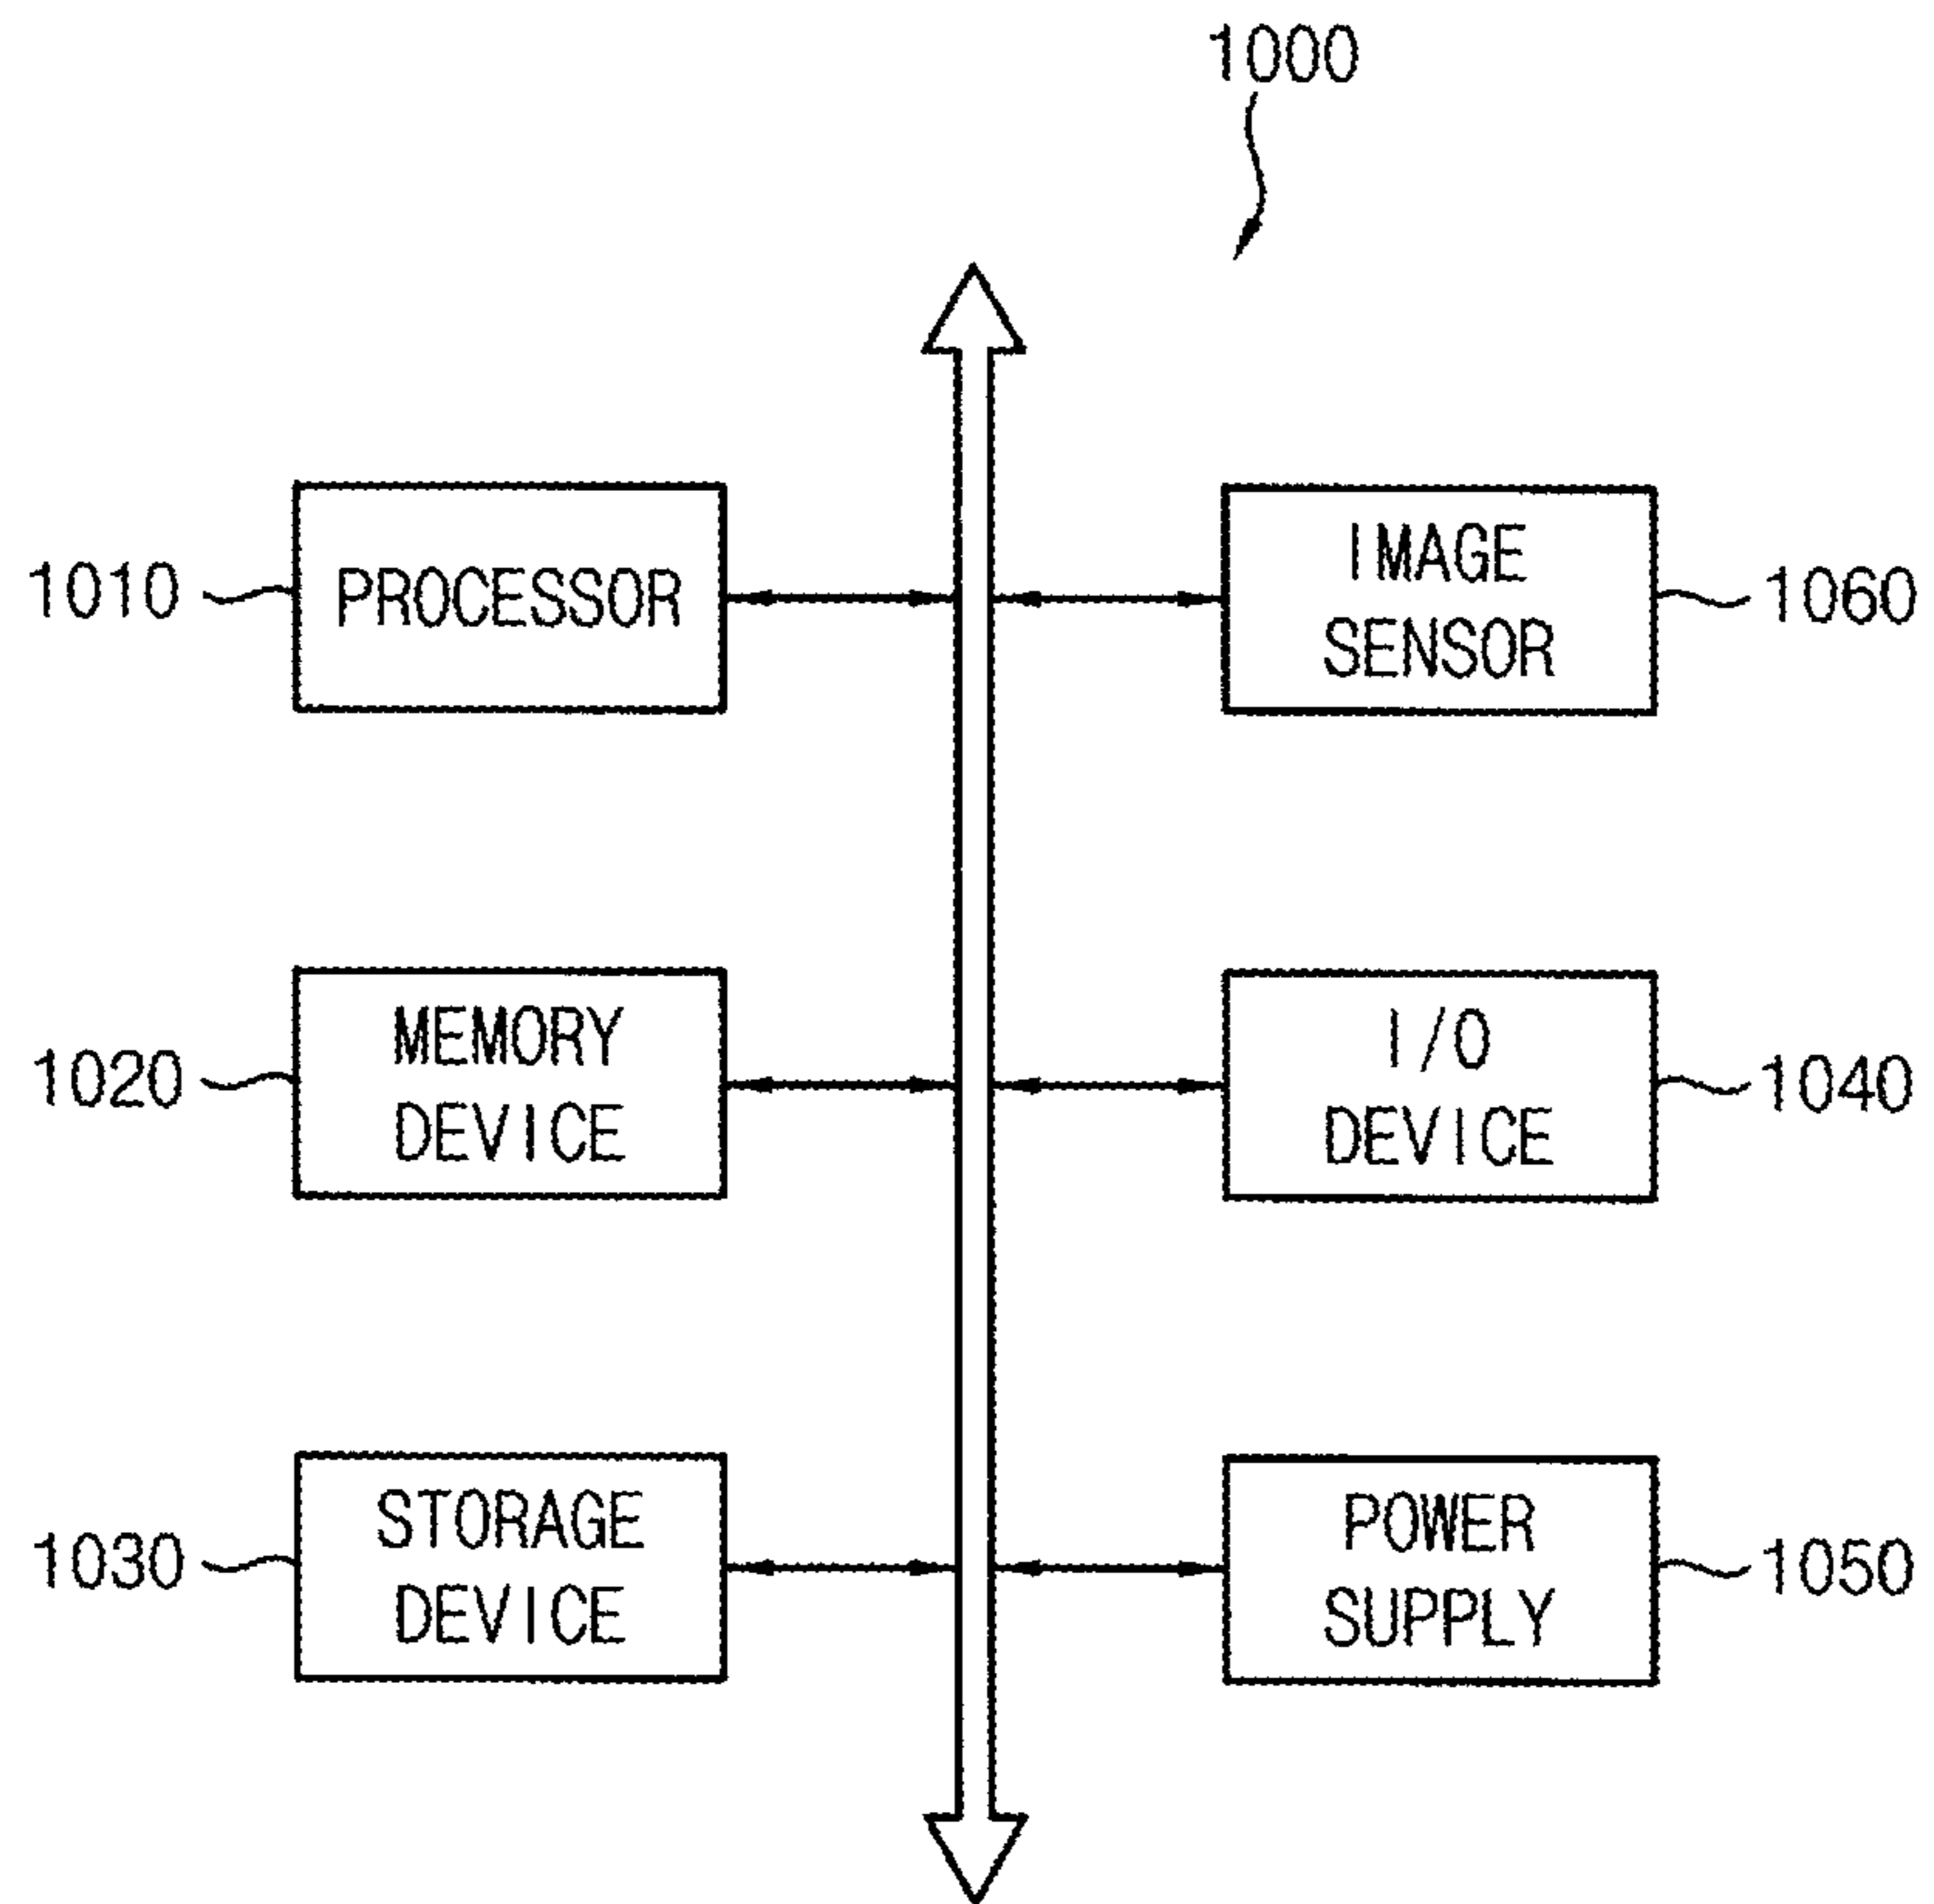 1000
1010
PROCESSOR
IMAGE
SENSOR
1060
1020
MEMORY
DEVICE
I/O
DEVICE
1040
1030
STORAGE
DEVICE
POWER
SUPPLY
1050